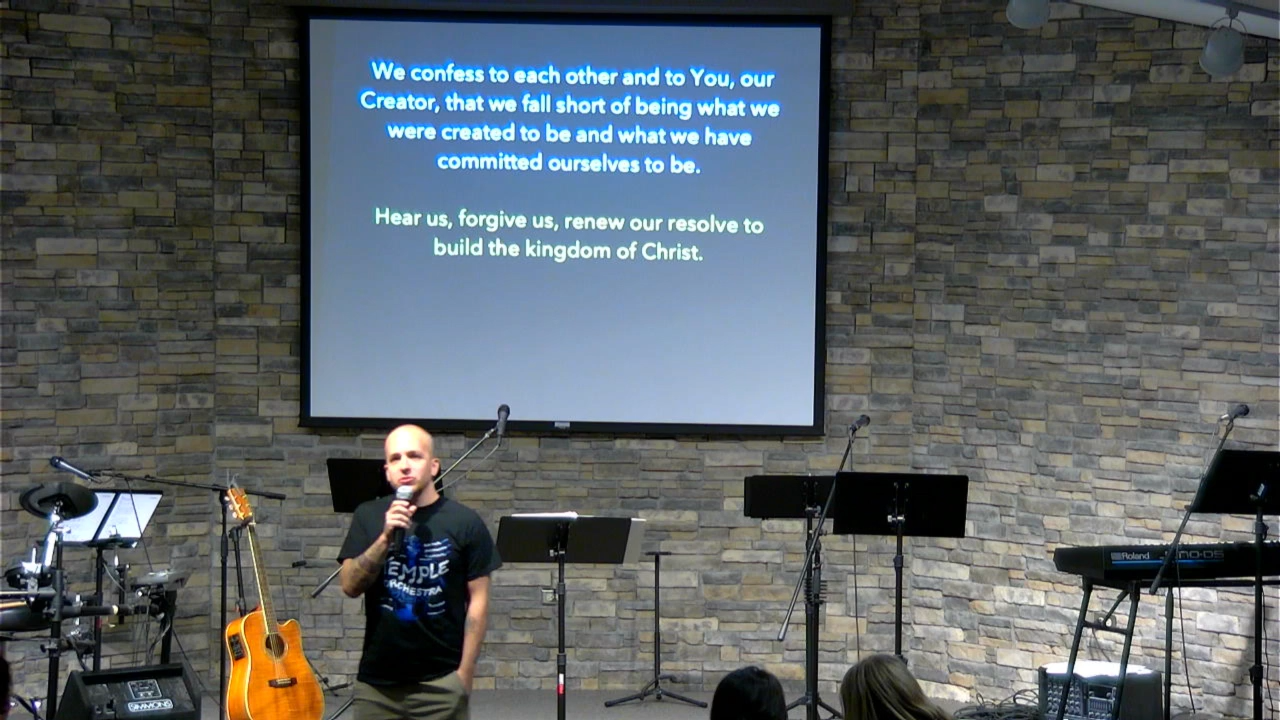 We confess to each other and to You, our
Creator, that we fall short of being what we
were created to be and what we have
committed ourselves to be.
Hear us, forgive us, renew our resolve to
build the kingdom of Christ.
TEMPLE
ORCHESTRA
Roland JUNO-DS
SIMMONS